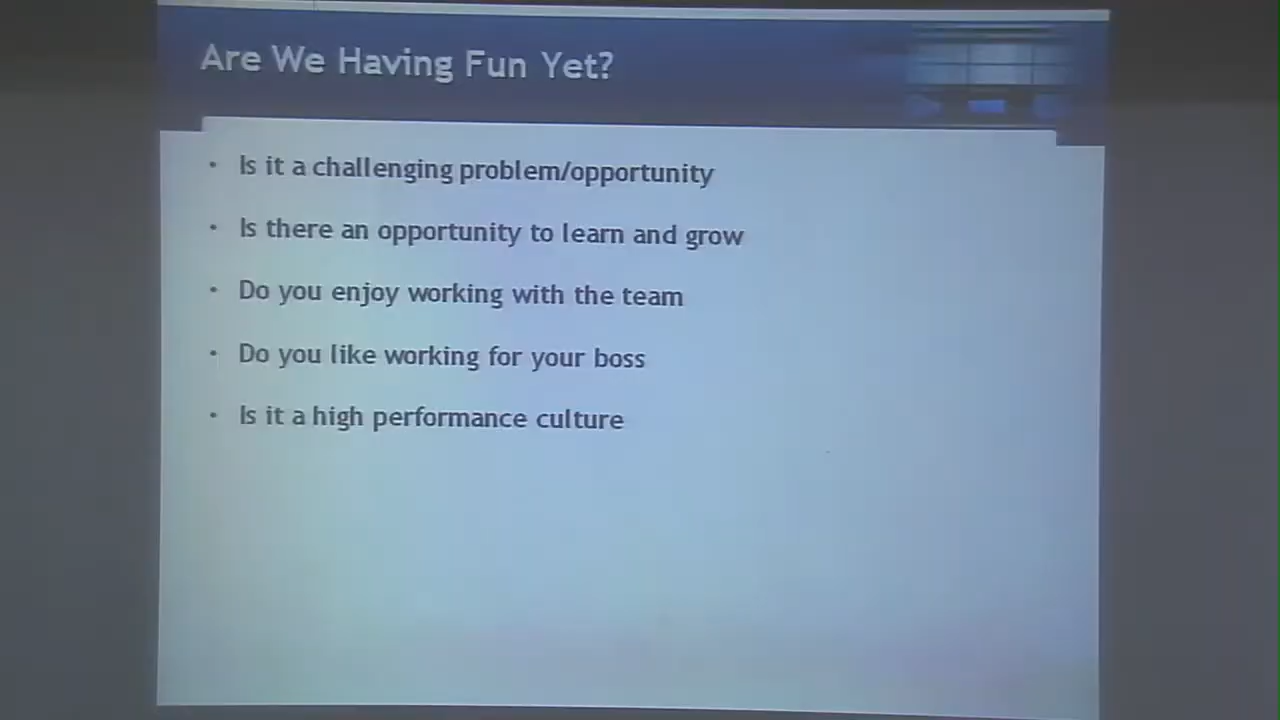 Are We Having Fun Yet?
• Is it a challenging problem/opportunity
• Is there an opportunity to learn and grow
• Do you enjoy working with the team
• Do you like working for your boss
• Is it a high performance culture